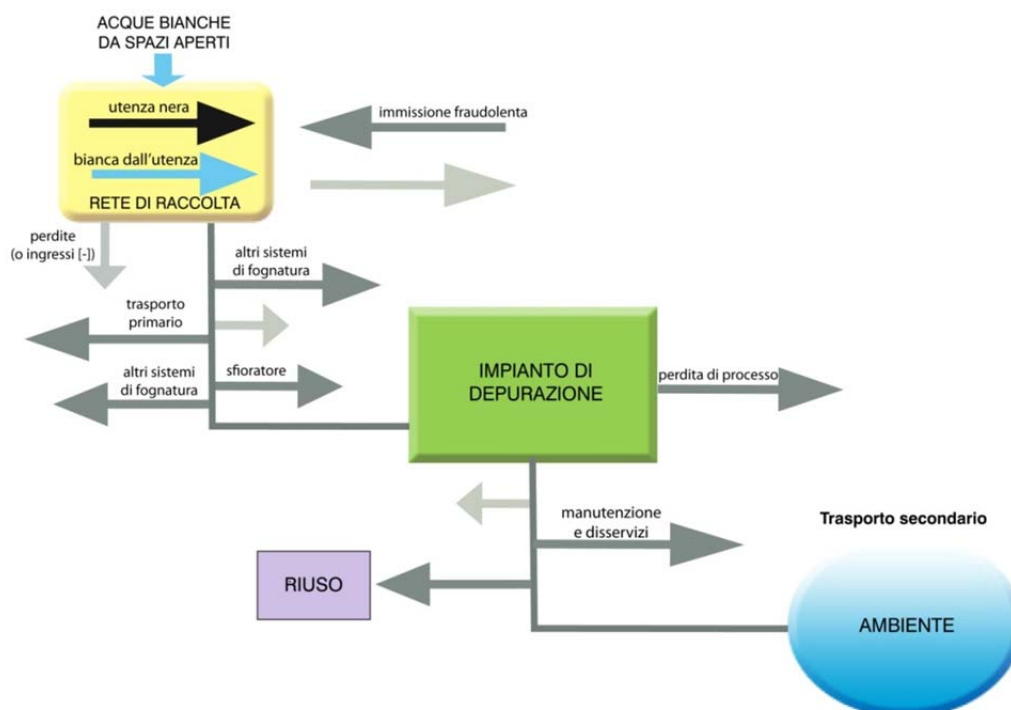 ACQUE BIANCHE
DA SPAZI APERTI
utenza nera
immissione fraudolenta
bianca dall'utenza
RETE DI RACCOLTA
perdite
(o ingressi [-])
altri sistemi
di fognatura
trasporto
primario
altri sistemi
di fognatura
sfioratore
IMPIANTO DI
DEPURAZIONE
perdita di processo
manutenzione
e disservizi
Trasporto secondario
RIUSO
AMBIENTE